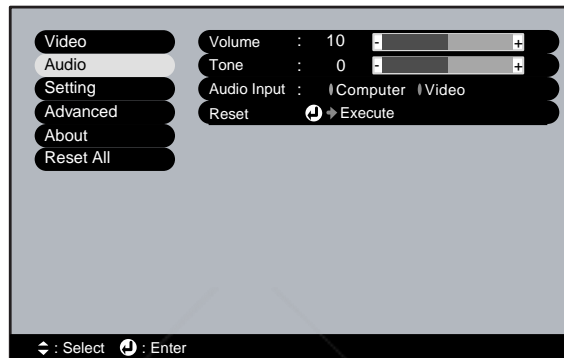 Video
Audio
Setting
Advanced
About
Reset All
Volume : 10 - +
Tone : 0 - +
Audio Input : Computer Video
Reset Execute
: Select : Enter